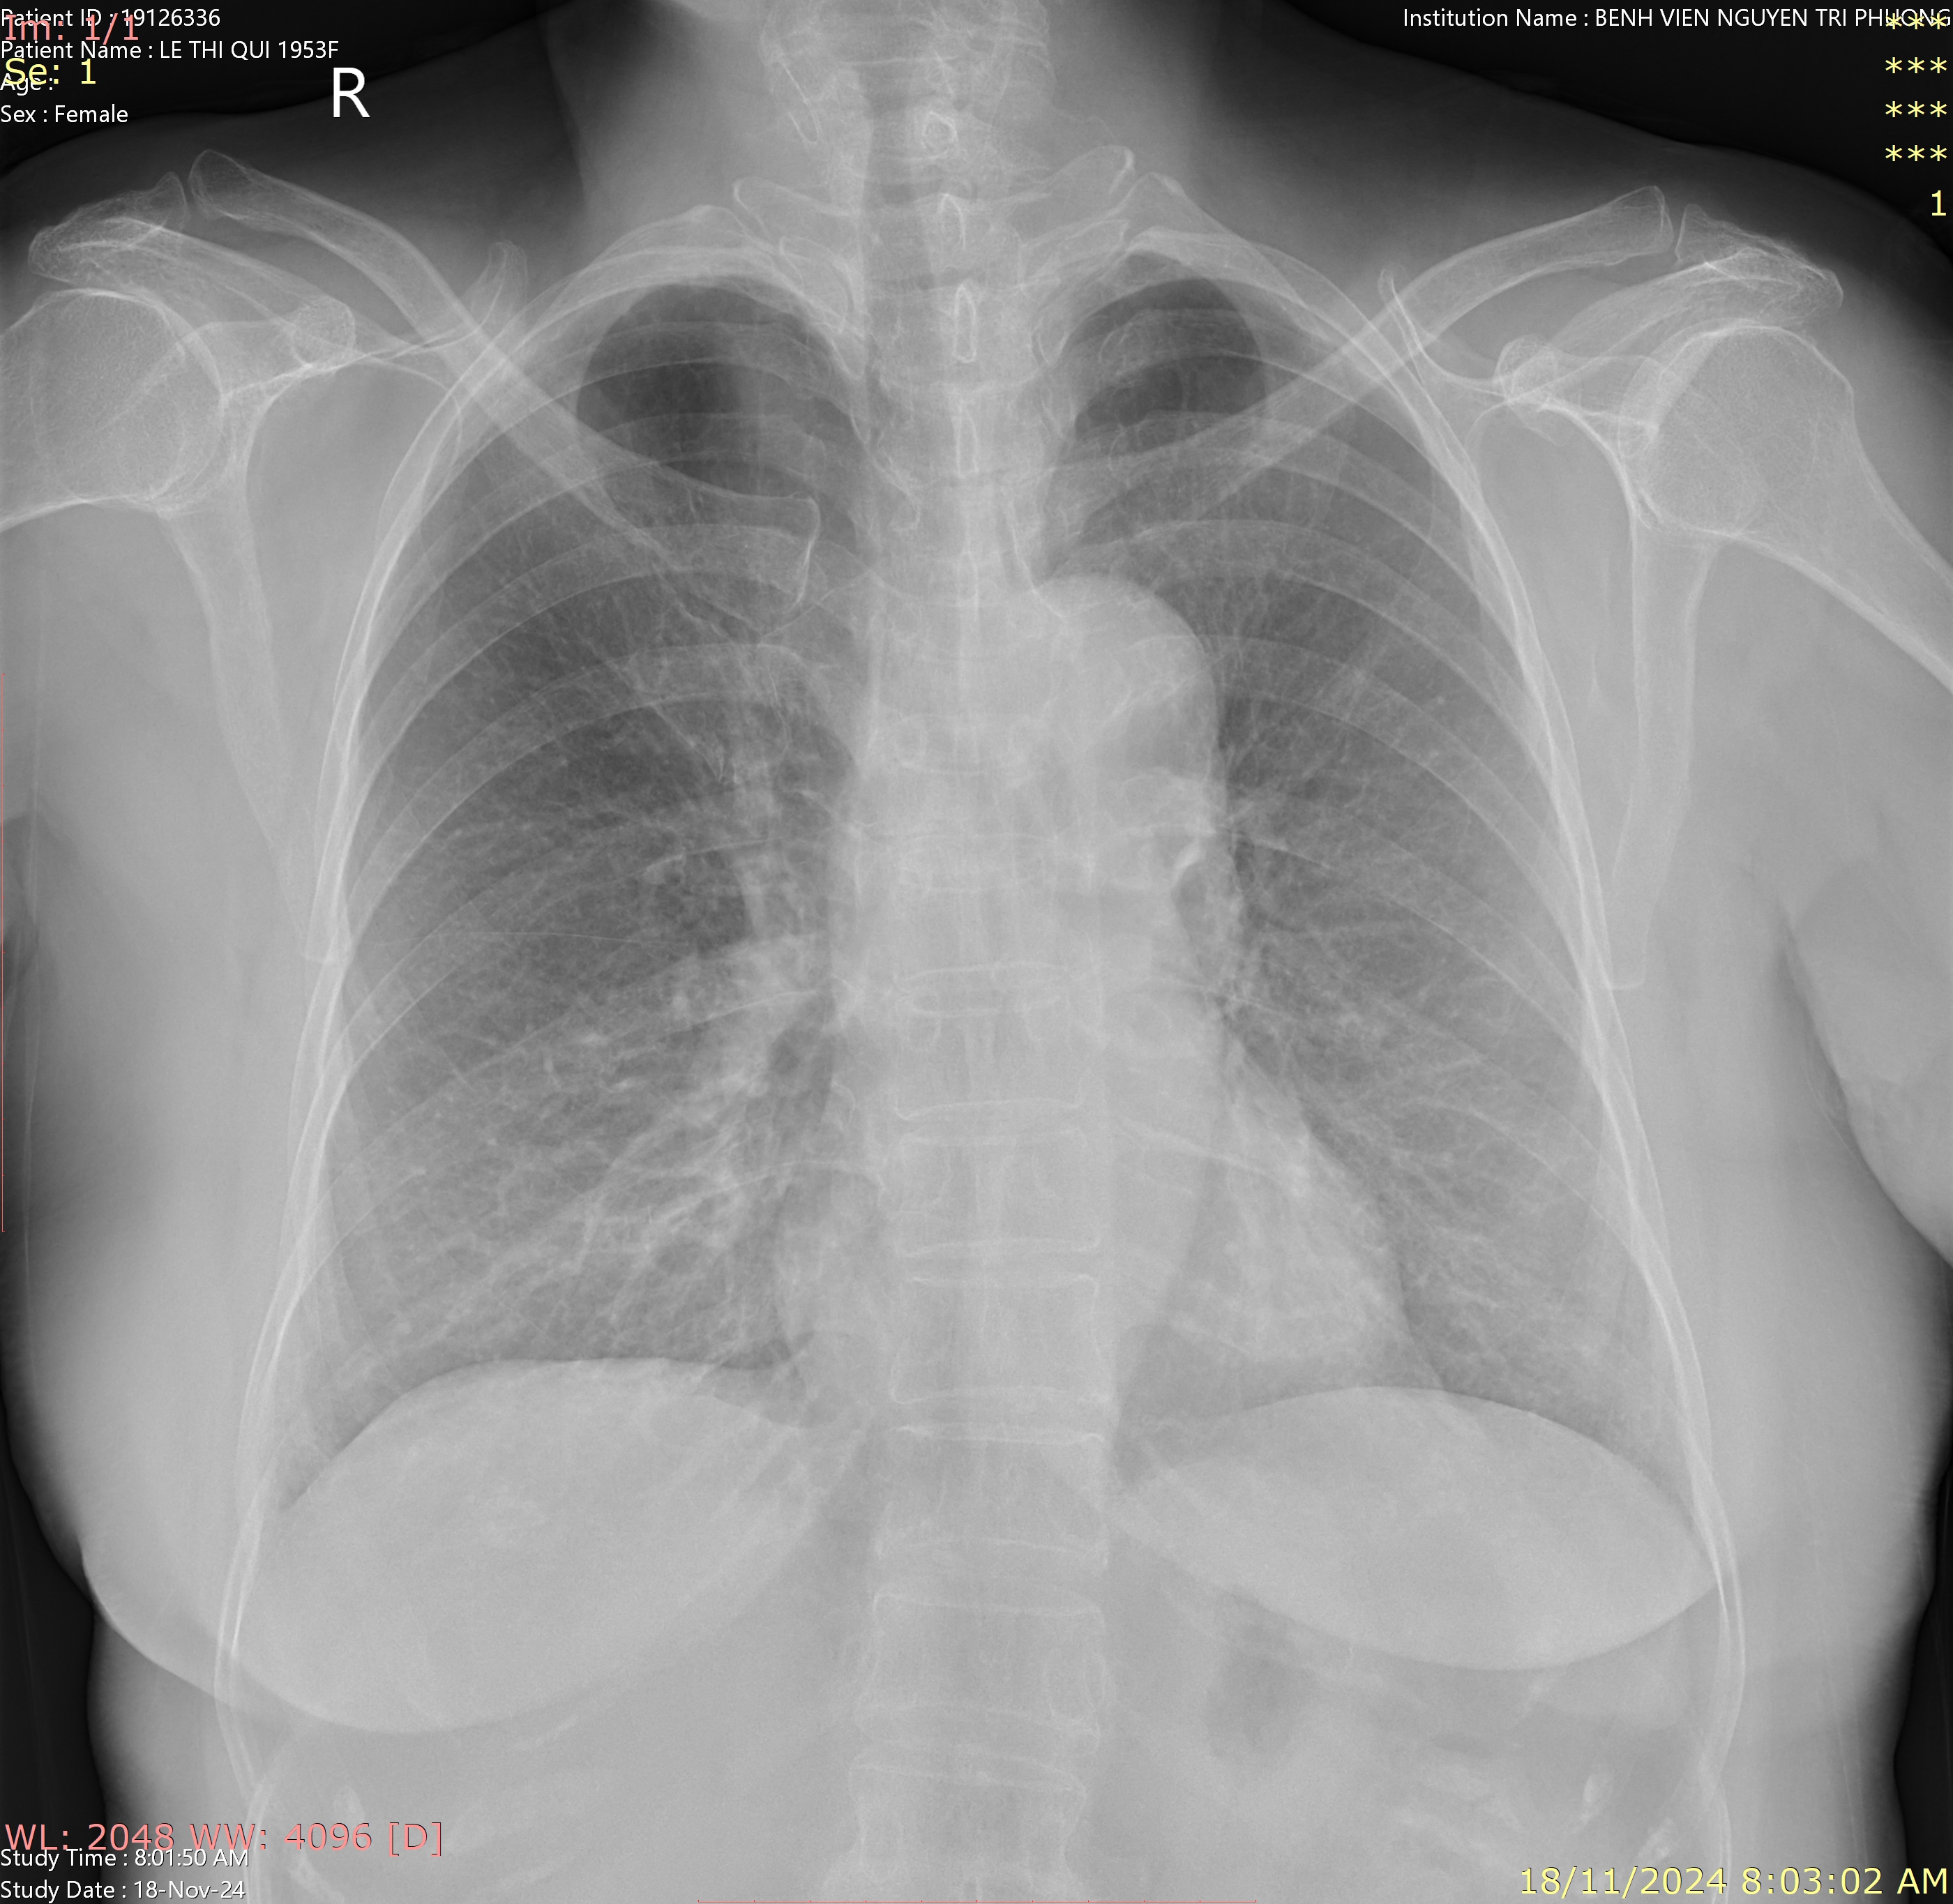 Patient ID : 19126336
Im: 1/1
Patient Name : LE THI QUI 1953F
Se: 1
Age :
Sex : Female
R
Institution Name : BENH VIEN NGUYEN TRI PHUONG
***
***
***
***
1
WL: 2048 WW: 4096 [D]
Study Time : 8:01:50 AM
Study Date : 18-Nov-24
18/11/2024 8:03:02 AM